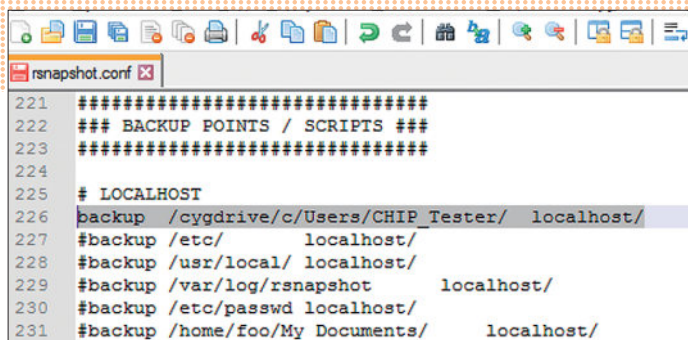 rsnapshot.conf
221 ###############################
222 ### BACKUP POINTS / SCRIPTS ###
223 ###############################
224
225 # LOCALHOST
226 backup  /cygdrive/c/Users/CHIP_Tester/  localhost/
227 #backup /etc/       localhost/
228 #backup /usr/local/ localhost/
229 #backup /var/log/rsnapshot      localhost/
230 #backup /etc/passwd localhost/
231 #backup /home/foo/My Documents/     localhost/